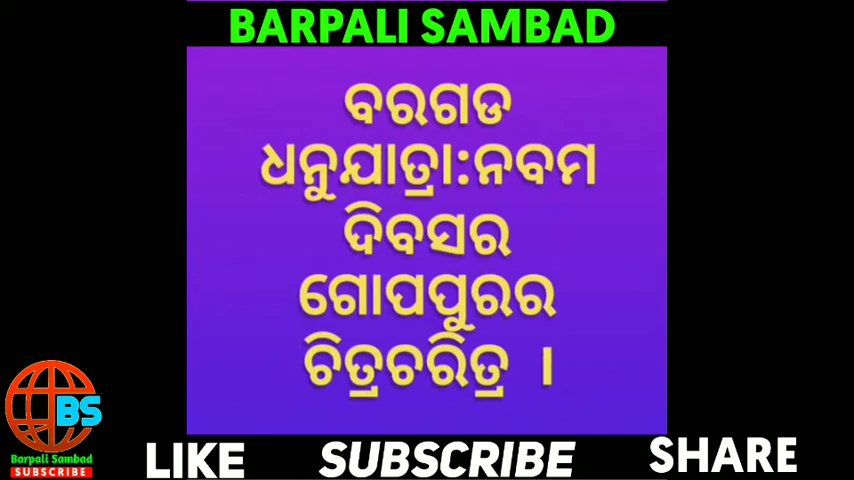 BARPALI SAMBAD
ବରଗଡ
ଧନୁଯାତ୍ରା:ନବମ
ଦିବସର
ଗୋପପୁରର
ଚିତ୍ରଚରିତ୍ର ।
BS
Barpali Sambad
SUBSCRIBE
LIKE
SUBSCRIBE
SHARE